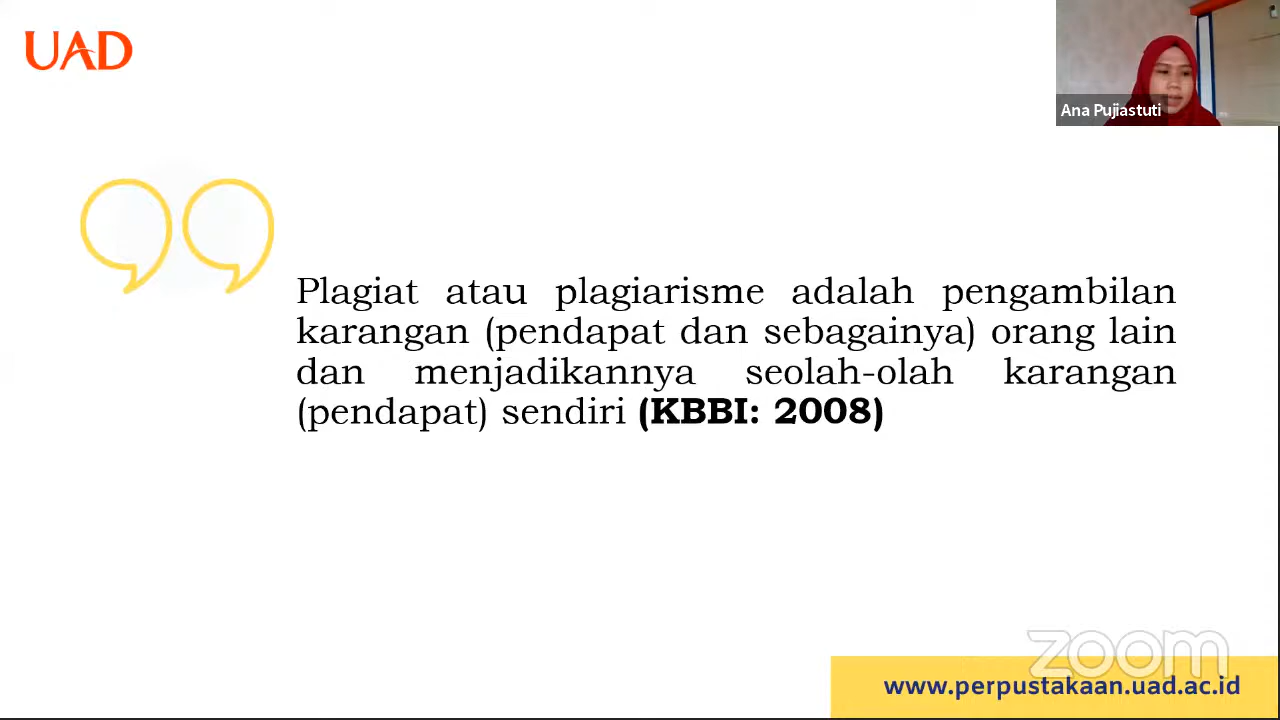 UAD
Ana Pujiastuti
Plagiat atau plagiarisme adalah pengambilan
karangan (pendapat dan sebagainya) orang lain
dan menjadikannya seolah-olah karangan
(pendapat) sendiri (KBBI: 2008)
zoom
www.perpustakaan.uad.ac.id